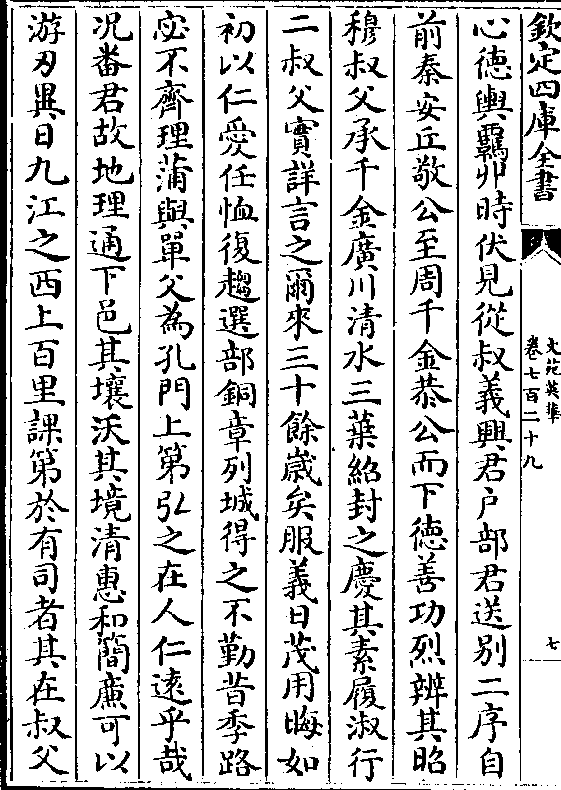 欽定四庫全書
文苑英華
卷七百二十九
七
心德輿羈丱時伏見從叔義興君戶部君送別二序自
前秦安丘敬公至周千金恭公而下德善功烈辨其昭
穆叔父承千金廣川清水三葉紹封之慶其素履淑行
二叔父實詳言之爾來三十餘歲矣服義日茂用晦如
初以仁愛任恤復趨選部銅章列城得之不勤昔季路
宓不齊理蒲與單父為孔門上第弘之在人仁遠乎哉
况番君故地理通下邑其壤沃其境清惠和簡廉可以
游刃異日九江之西上百里課第於有司者其在叔父